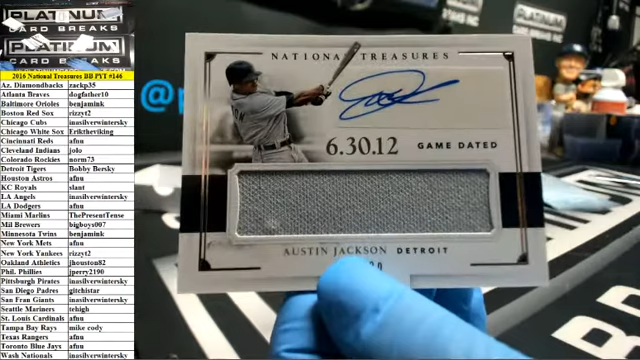 PLATINUM
CARD BREAKS
PLATINUM
CARD BREAKS
2016 National Treasures BB PYT #146
Az. Diamondbacks zackp35
Atlanta Braves dogfather10
Baltimore Orioles benjamink
Boston Red Sox rizzyt2
Chicago Cubs inasilverwintersky
Chicago White Sox Eriktheviking
Cincinnati Reds afnu
Cleveland Indians jolo
Colorado Rockies norm73
Detroit Tigers Bobby Bersky
Houston Astros afnu
KC Royals slant
LA Angels inasilverwintersky
LA Dodgers afnu
Miami Marlins ThePresentTense
Mil Brewers bigboys007
Minnesota Twins benjamink
New York Mets afnu
New York Yankees rizzyt2
Oakland Athletics jhouston82
Phil. Phillies jperry2190
Pittsburgh Pirates inasilverwintersky
San Diego Padres gitchistar
San Fran Giants inasilverwintersky
Seattle Mariners tehigh
St. Louis Cardinals afnu
Tampa Bay Rays mike cody
Texas Rangers afnu
Toronto Blue Jays afnu
Wash Nationals inasilverwintersky
NATIONAL TREASURES
6.30.12 GAME DATED
AUSTIN JACKSON DETROIT